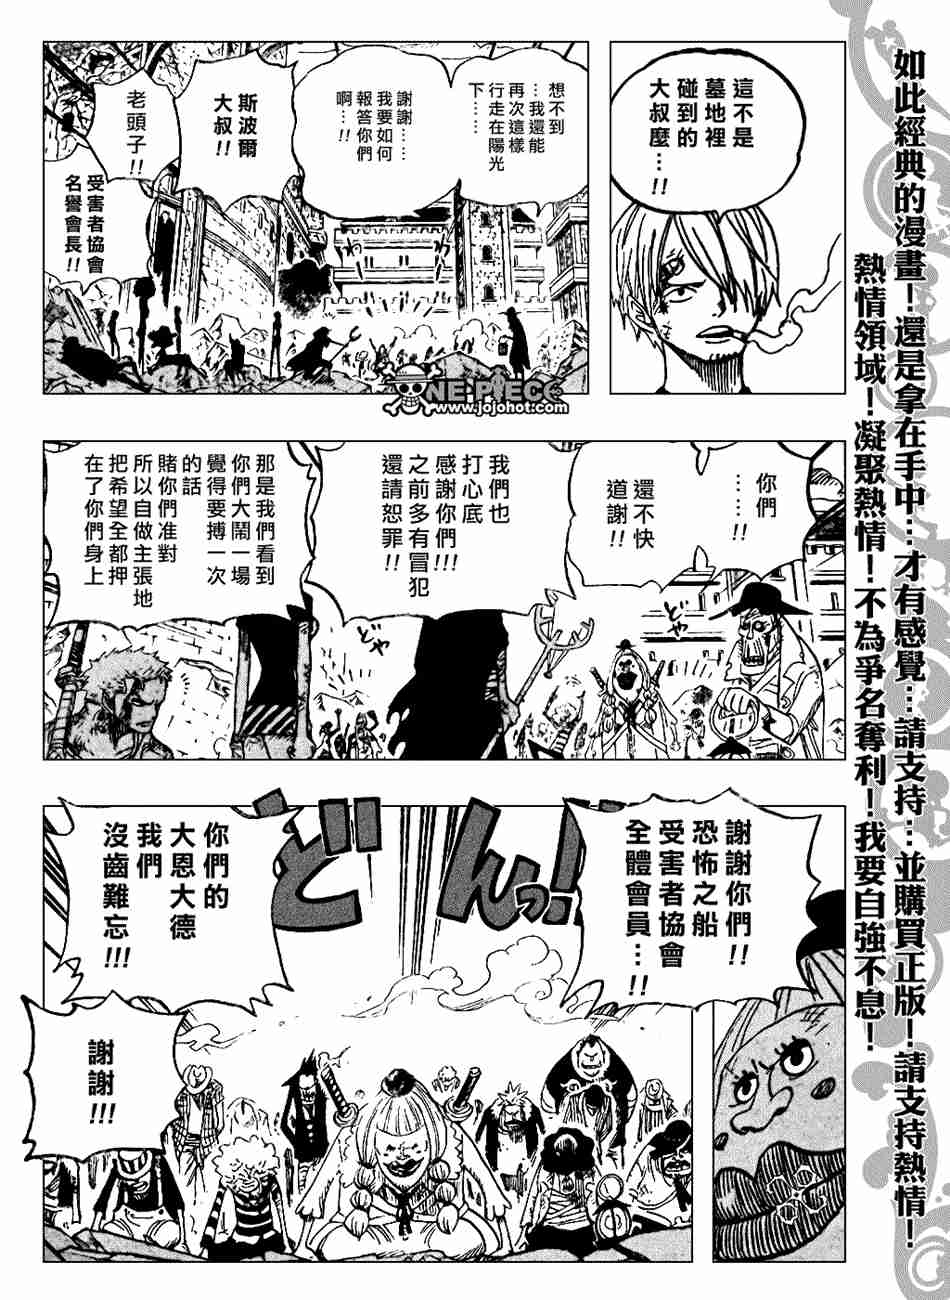 這不是
墓地裡
碰到的
大叔麼…!!
想不到
…我還能
再次這樣
行走在陽光
下…
謝謝…
我要如何
報答你們
啊…!!
斯波爾
大叔!!
老頭子!!
受害者協會
名譽會長!!
ONE PIECE
www.jojohot.com
你們
還不快
道謝!!
我們也
打心底
感謝你們!!!
之前多有冒犯
還請恕罪!!
那是我們看到
你們大鬧一場
覺得要搏一次
的話
賭你們準對
所以自做主張地
把希望全都押
在了你們身上
どや
どや
謝謝你們!!
恐怖之船
受害者協會
全體會員…!!
どんっ!!
你們的
大恩大德
我們
沒齒難忘!!!
謝謝!!!
如此經典的漫畫!還是拿在手中…才有感覺…請支持…並購買正版!請支持熱情!
熱情領域!凝聚熱情!不為爭名奪利!我要自強不息!